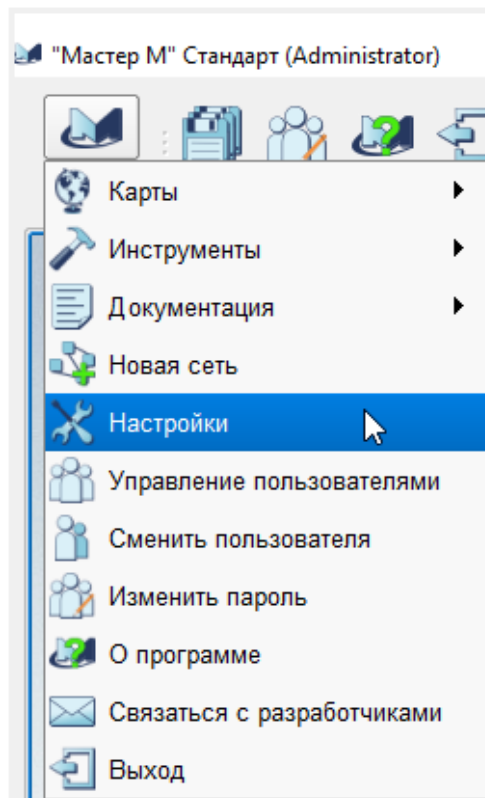 "Мастер М" Стандарт (Administrator)
Карты
Инструменты
Документация
Новая сеть
Настройки
Управление пользователями
Сменить пользователя
Изменить пароль
О программе
Связаться с разработчиками
Выход